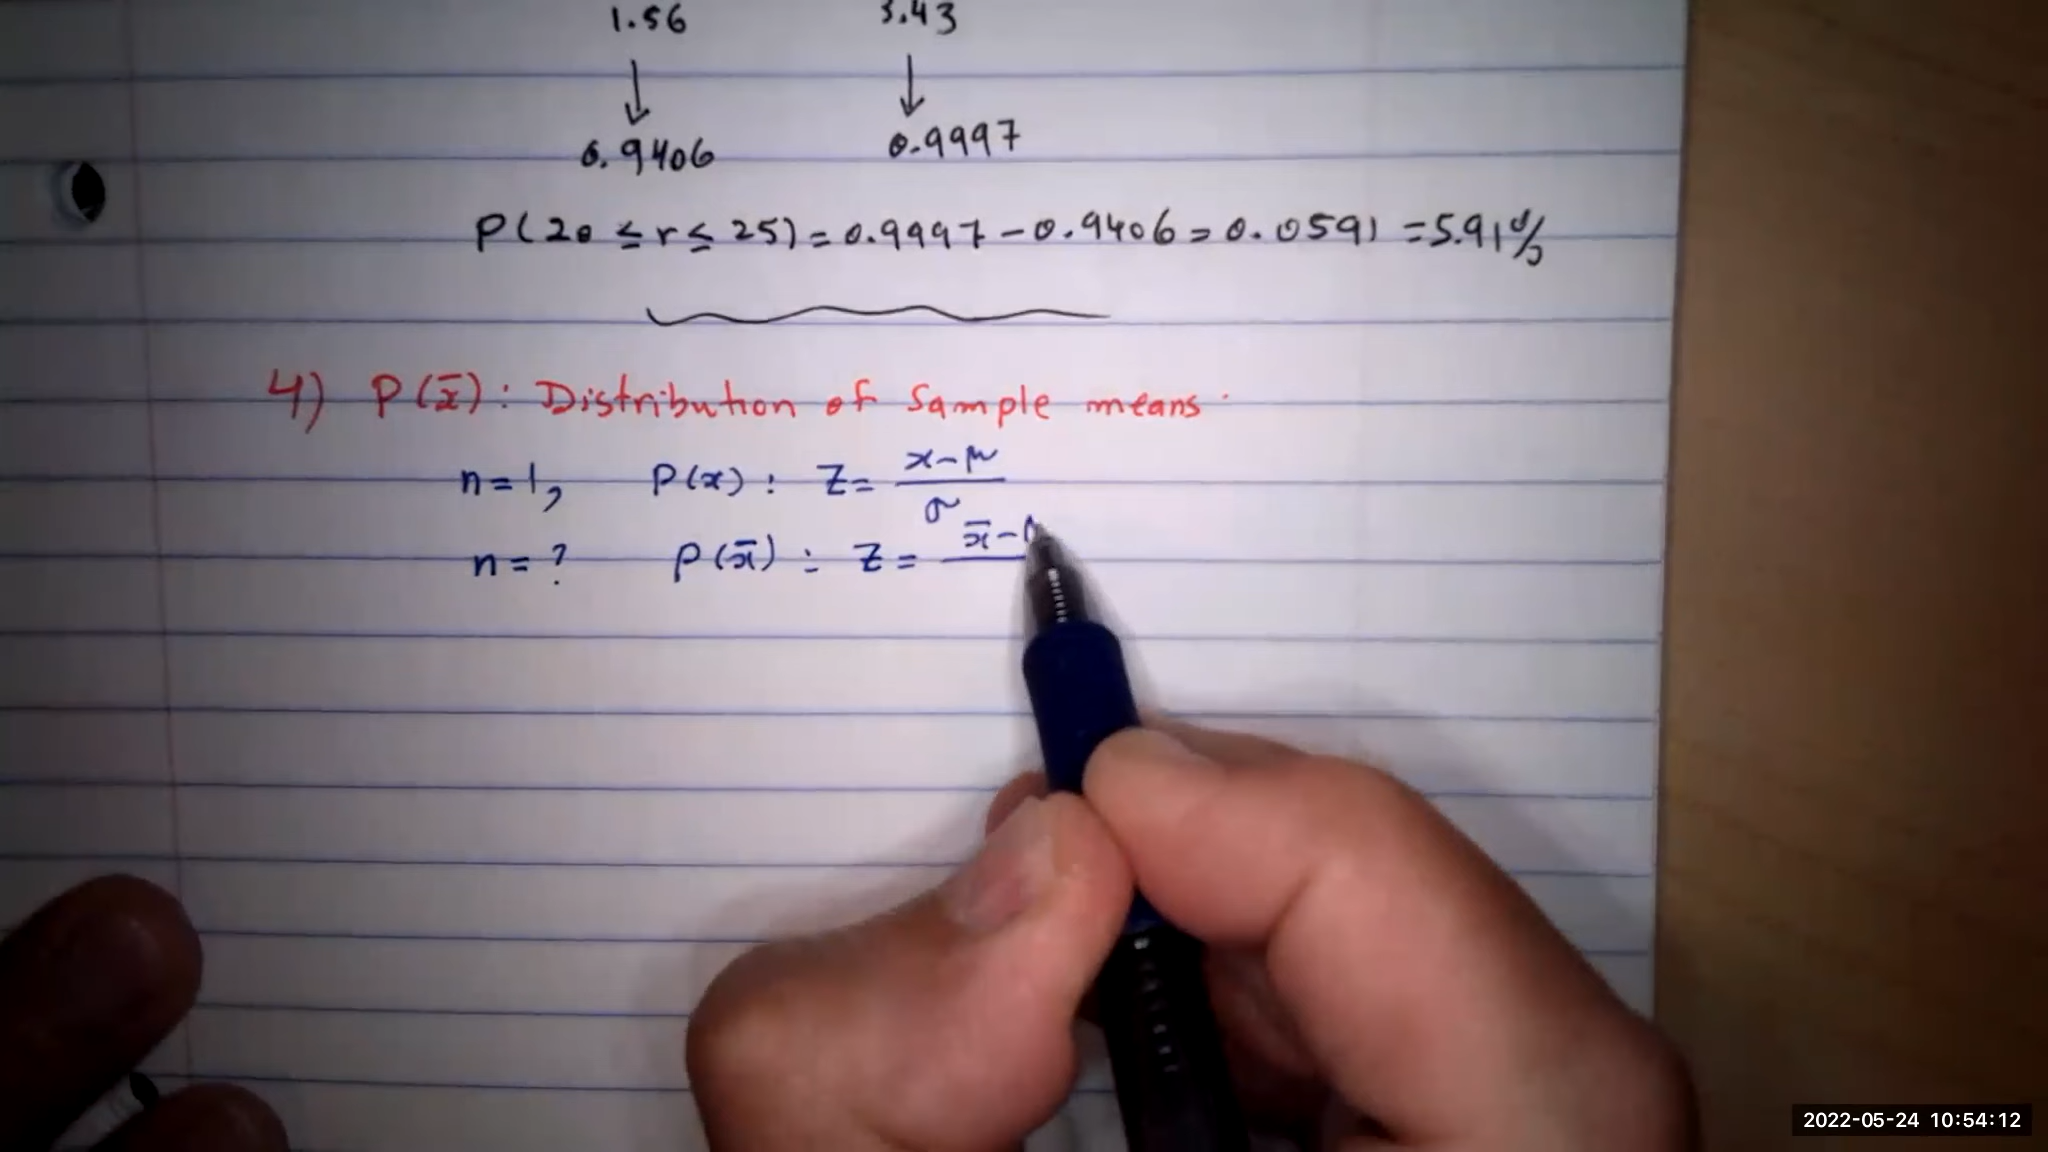 1.56 3.43
↓ ↓
0.9406 0.9997
P(20 ≤ r ≤ 25) = 0.9997 - 0.9406 = 0.0591 = 5.91%
4) P(x̄): Distribution of Sample means.
n=1, P(x): Z = (x-μ)/σ
n=? P(x̄): Z = x̄-
2022-05-24 10:54:12